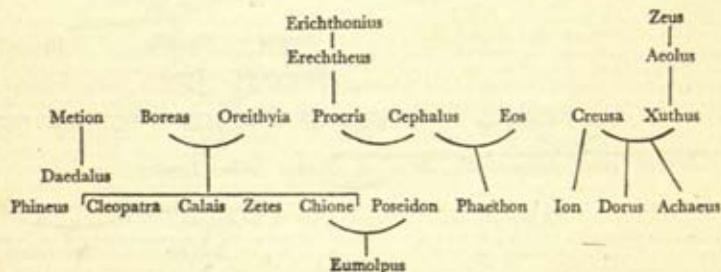 Erichthonius Zeus
Erechtheus Aeolus
Metion Boreas Oreithyia Procris Cephalus Eos Creusa Xuthus
Daedalus
Phineus Cleopatra Calais Zetes Chione Poseidon Phaethon Ion Dorus Achaeus
Eumolpus